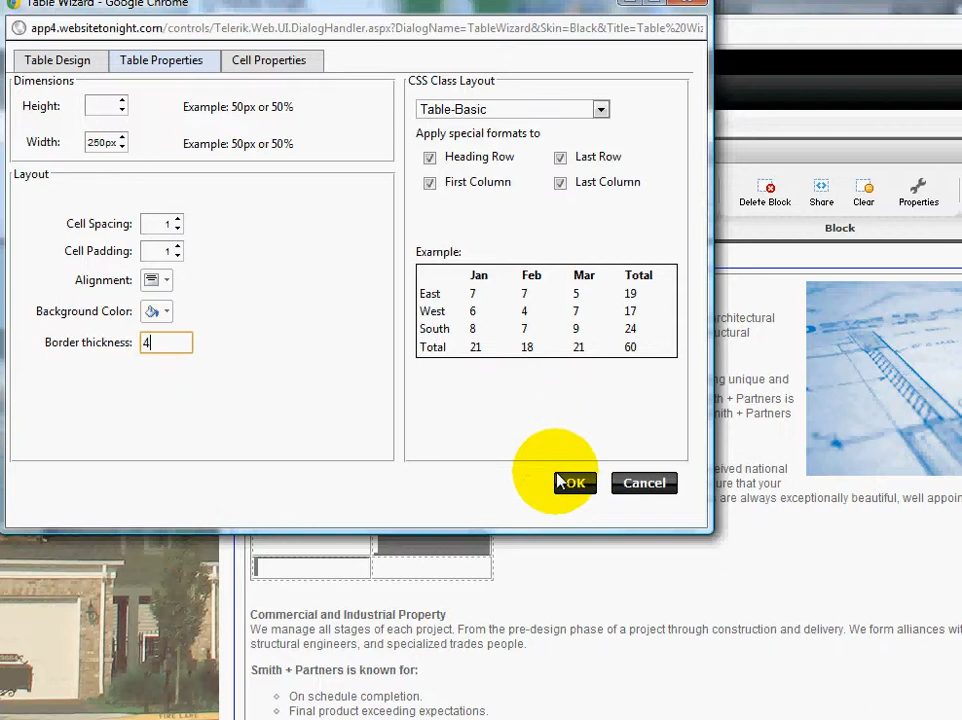 Table Wizard - Google Chrome
app4.websitetonight.com/controls/Telerik.Web.UI.DialogHandler.aspx?DialogName=TableWizard&Skin=Black&Title=Table%20Wi
Table Design
Table Properties
Cell Properties
Dimensions
Height:
Example: 50px or 50%
Width:
250px
Example: 50px or 50%
Layout
Cell Spacing:
1
Cell Padding:
1
Alignment:
Background Color:
Border thickness:
4
CSS Class Layout
Table-Basic
Apply special formats to
Heading Row
Last Row
First Column
Last Column
Example:
Jan Feb Mar Total
East 7 7 5 19
West 6 4 7 17
South 8 7 9 24
Total 21 18 21 60
OK
Cancel
Delete Block
Share
Clear
Properties
Block
architectural
structural
ing unique and
Smith + Partners is
Smith + Partners
eived national
ure that your
are always exceptionally beautiful, well appoin
Commercial and Industrial Property
We manage all stages of each project. From the pre-design phase of a project through construction and delivery. We form alliances wit
structural engineers, and specialized trades people.
Smith + Partners is known for:
On schedule completion.
Final product exceeding expectations.